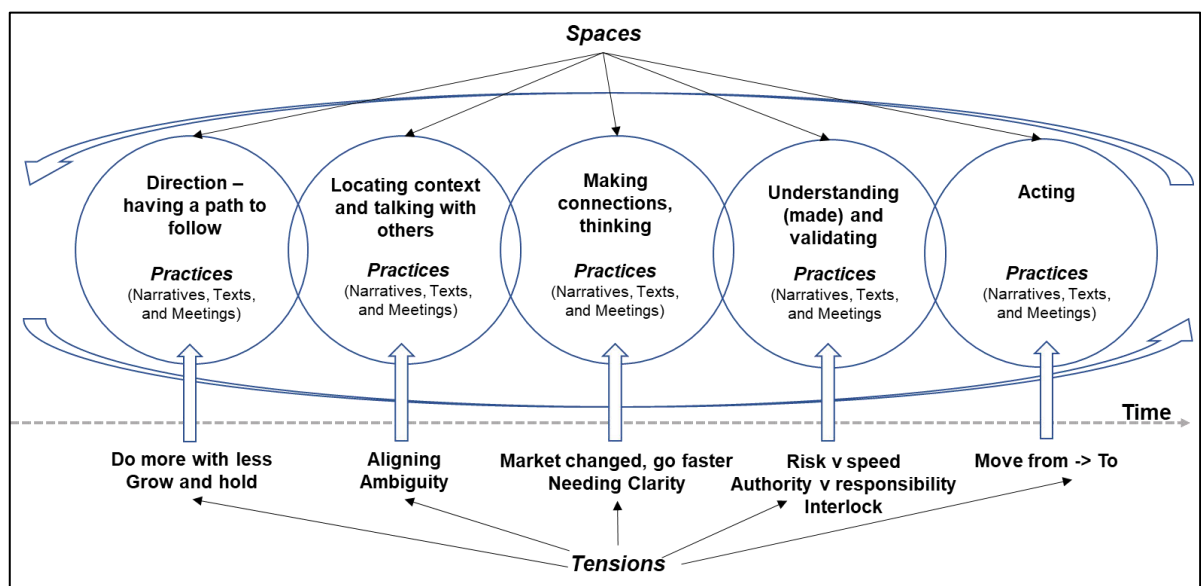 Spaces
Direction –
having a path to
follow
Practices
(Narratives, Texts,
and Meetings)
Locating context
and talking with
others
Practices
(Narratives, Texts,
and Meetings)
Making
connections,
thinking
Practices
(Narratives, Texts,
and Meetings)
Understanding
(made) and
validating
Practices
(Narratives, Texts,
and Meetings
Acting
Practices
(Narratives, Texts,
and Meetings)
Time
Do more with less
Grow and hold
Aligning
Ambiguity
Market changed, go faster
Needing Clarity
Risk v speed
Authority v responsibility
Interlock
Move from -> To
Tensions